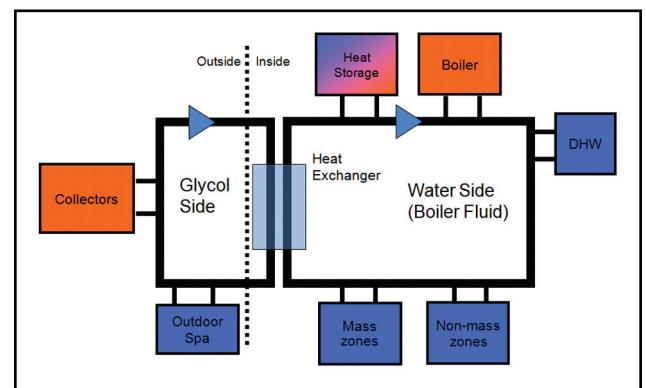 Outside
Inside
Heat
Storage
Boiler
DHW
Heat
Exchanger
Glycol
Side
Water Side
(Boiler Fluid)
Collectors
Outdoor
Spa
Mass
zones
Non-mass
zones